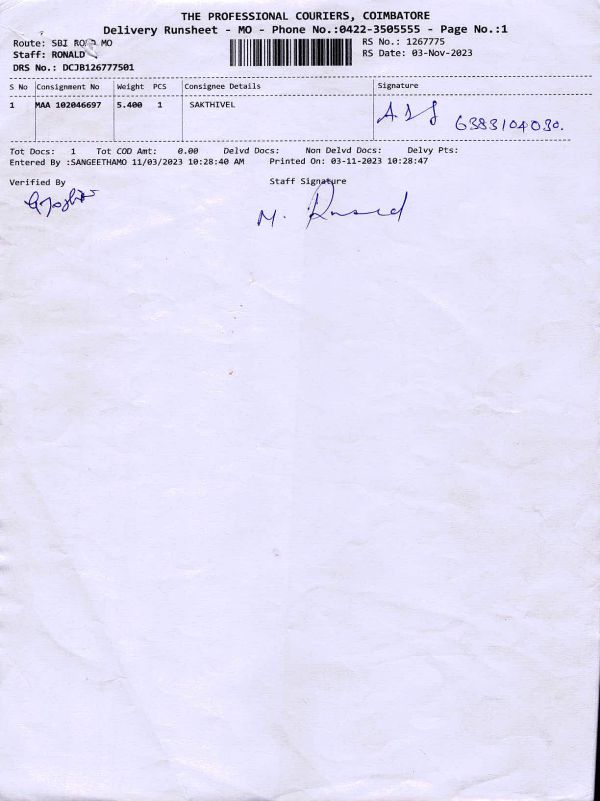 THE PROFESSIONAL COURIERS, COIMBATORE
Delivery Runsheet - MO - Phone No.:0422-3505555 - Page No.:1
Route: SBI ROAD MO
RS No.: 1267775
Staff: RONALD
RS Date: 03-Nov-2023
DRS No.: DCJB126777501
S No Consignment No Weight PCS Consignee Details Signature
1 MAA 102046697 5.400 1 SAKTHIVEL
6383104030.
Tot Docs: 1 Tot COD Amt: 0.00 Delvd Docs: Non Delvd Docs: Delvy Pts:
Entered By :SANGEETHAMO 11/03/2023 10:28:40 AM Printed On: 03-11-2023 10:28:47
Verified By Staff Signature
M.